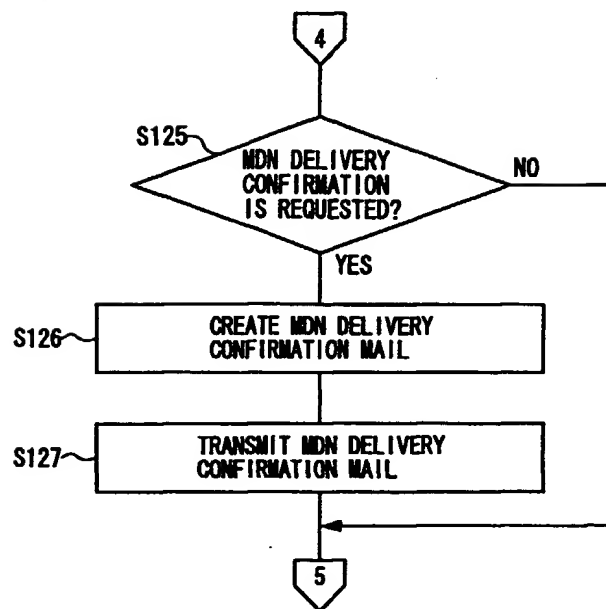 4
S125
MDN DELIVERY
CONFIRMATION
IS REQUESTED?
NO
YES
S126
CREATE MDN DELIVERY
CONFIRMATION MAIL
S127
TRANSMIT MDN DELIVERY
CONFIRMATION MAIL
5